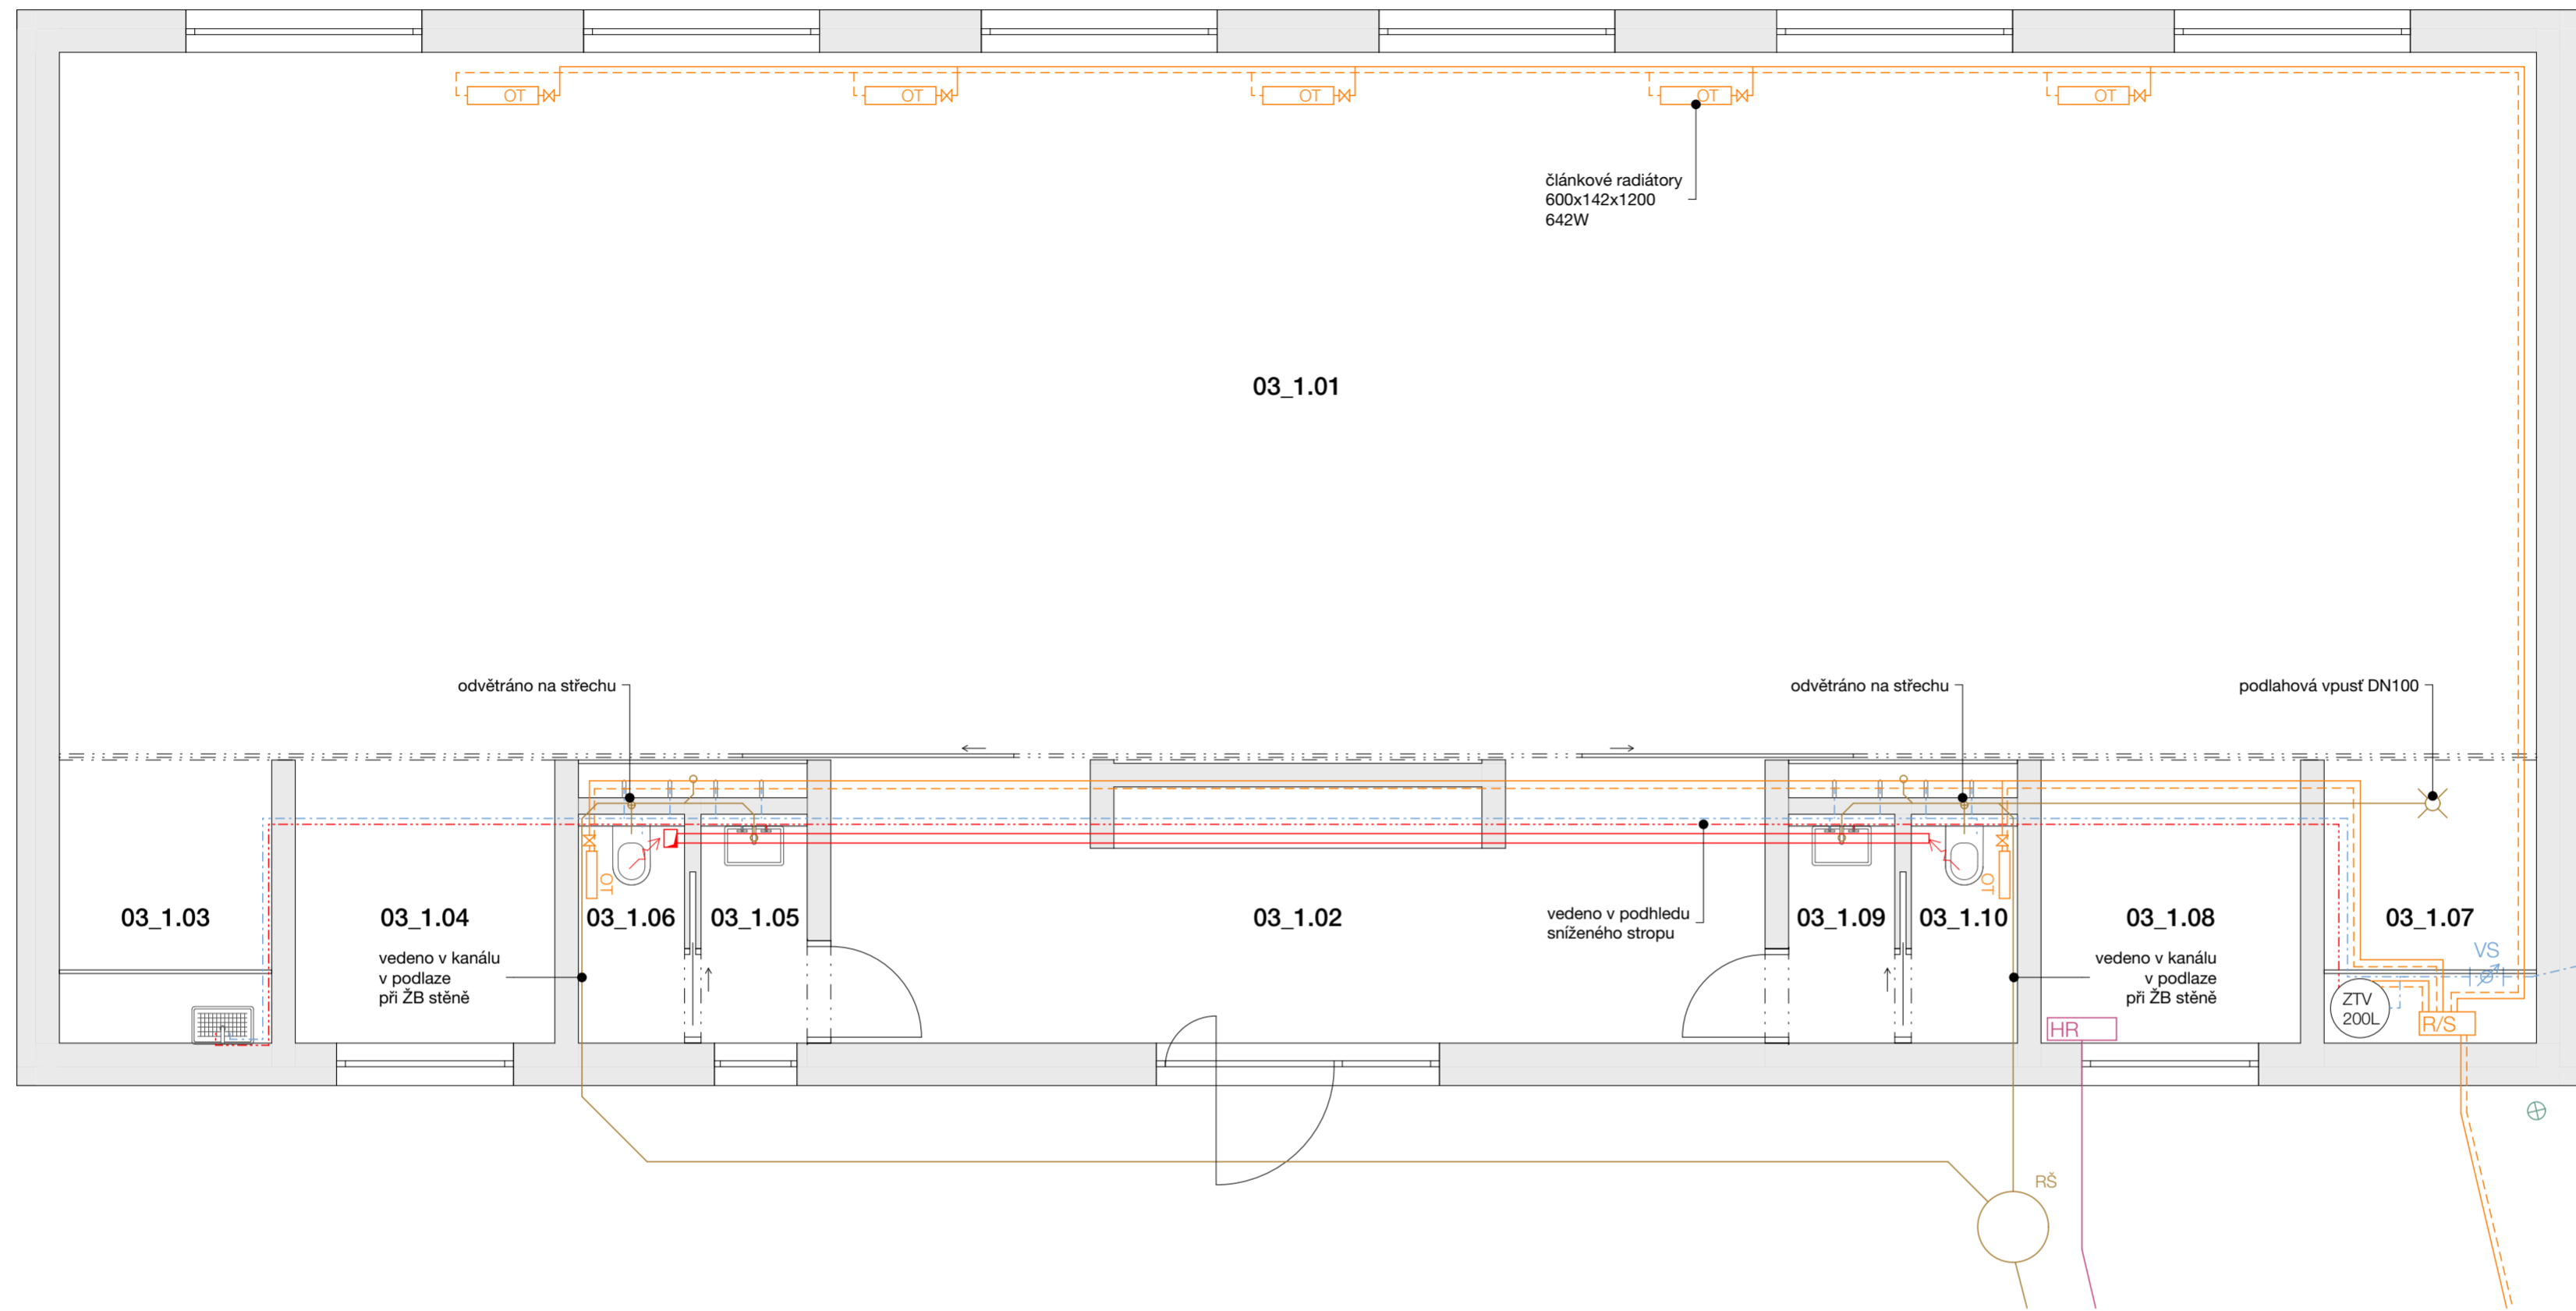 OT
OT
OT
OT
OT
článkové radiátory
600x142x1200
642W
03_1.01
odvětráno na střechu
odvětráno na střechu
podlahová vpusť DN100
OT
OT
03_1.03
03_1.04
03_1.06
03_1.05
03_1.02
vedeno v podhledu
sníženého stropu
03_1.09
03_1.10
03_1.08
03_1.07
vedeno v kanálu
v podlaze
při ŽB stěně
vedeno v kanálu
v podlaze
při ŽB stěně
VS
ZTV
200L
R/S
HR
RŠ